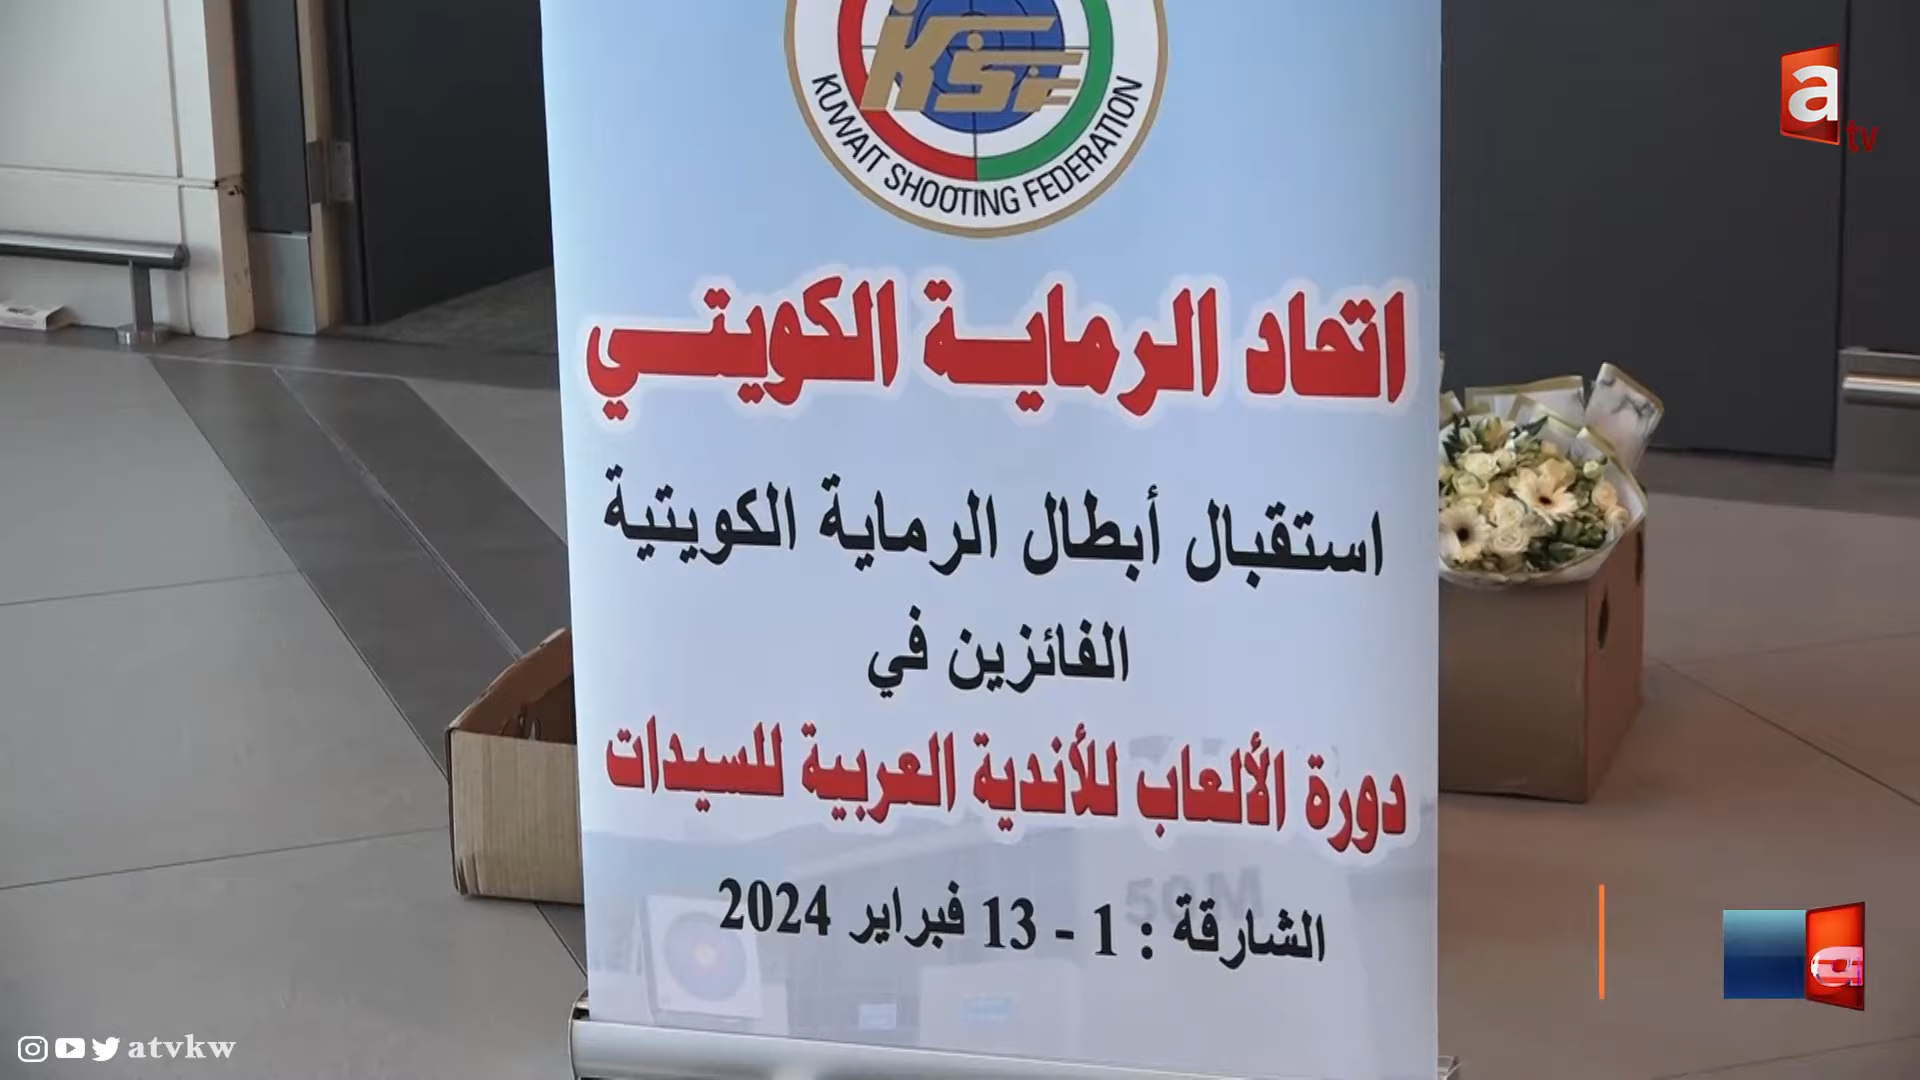 KSF
KUWAIT SHOOTING FEDERATION
a tv
اتحاد الرماية الكويتي
استقبال أبطال الرماية الكويتية
الفائزين في
دورة الألعاب للأندية العربية للسيدات
50M
الشارقة : 1 - 13 فبراير 2024
a
atvkw